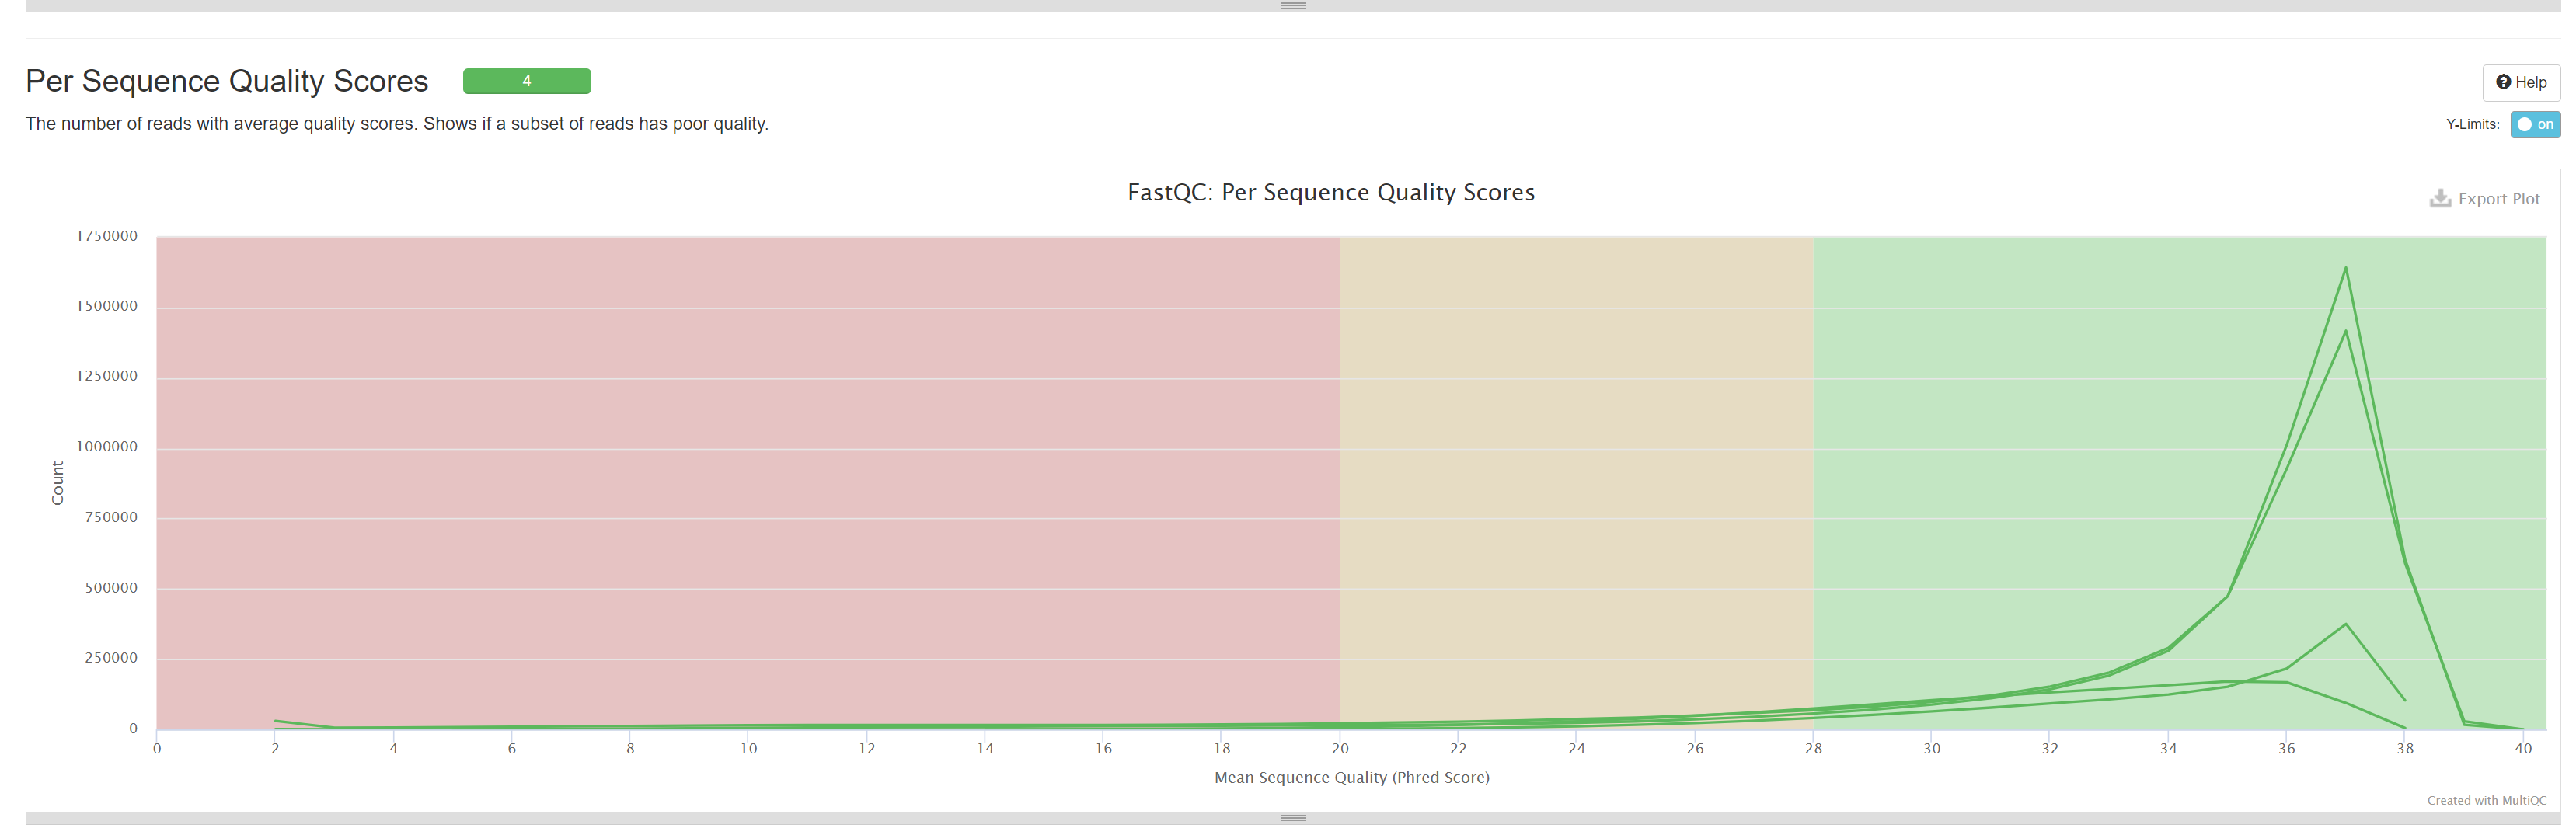 Per Sequence Quality Scores
4
Help
The number of reads with average quality scores. Shows if a subset of reads has poor quality.
Y-Limits:
on
FastQC: Per Sequence Quality Scores
Export Plot
1750000
1500000
1250000
1000000
750000
500000
250000
0
Count
0 2 4 6 8 10 12 14 16 18 20 22 24 26 28 30 32 34 36 38 40
Mean Sequence Quality (Phred Score)
Created with MultiQC